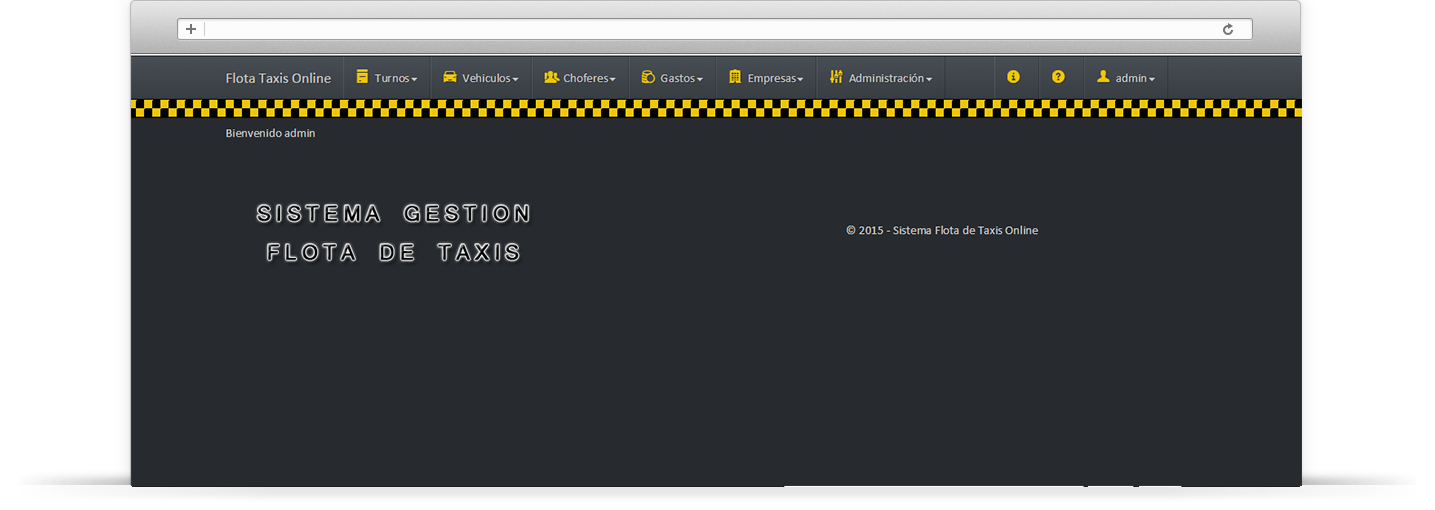 Flota Taxis Online Turnos Vehiculos Choferes Gastos Empresas Administración admin
Bienvenido admin
SISTEMA GESTION
FLOTA DE TAXIS
© 2015 - Sistema Flota de Taxis Online